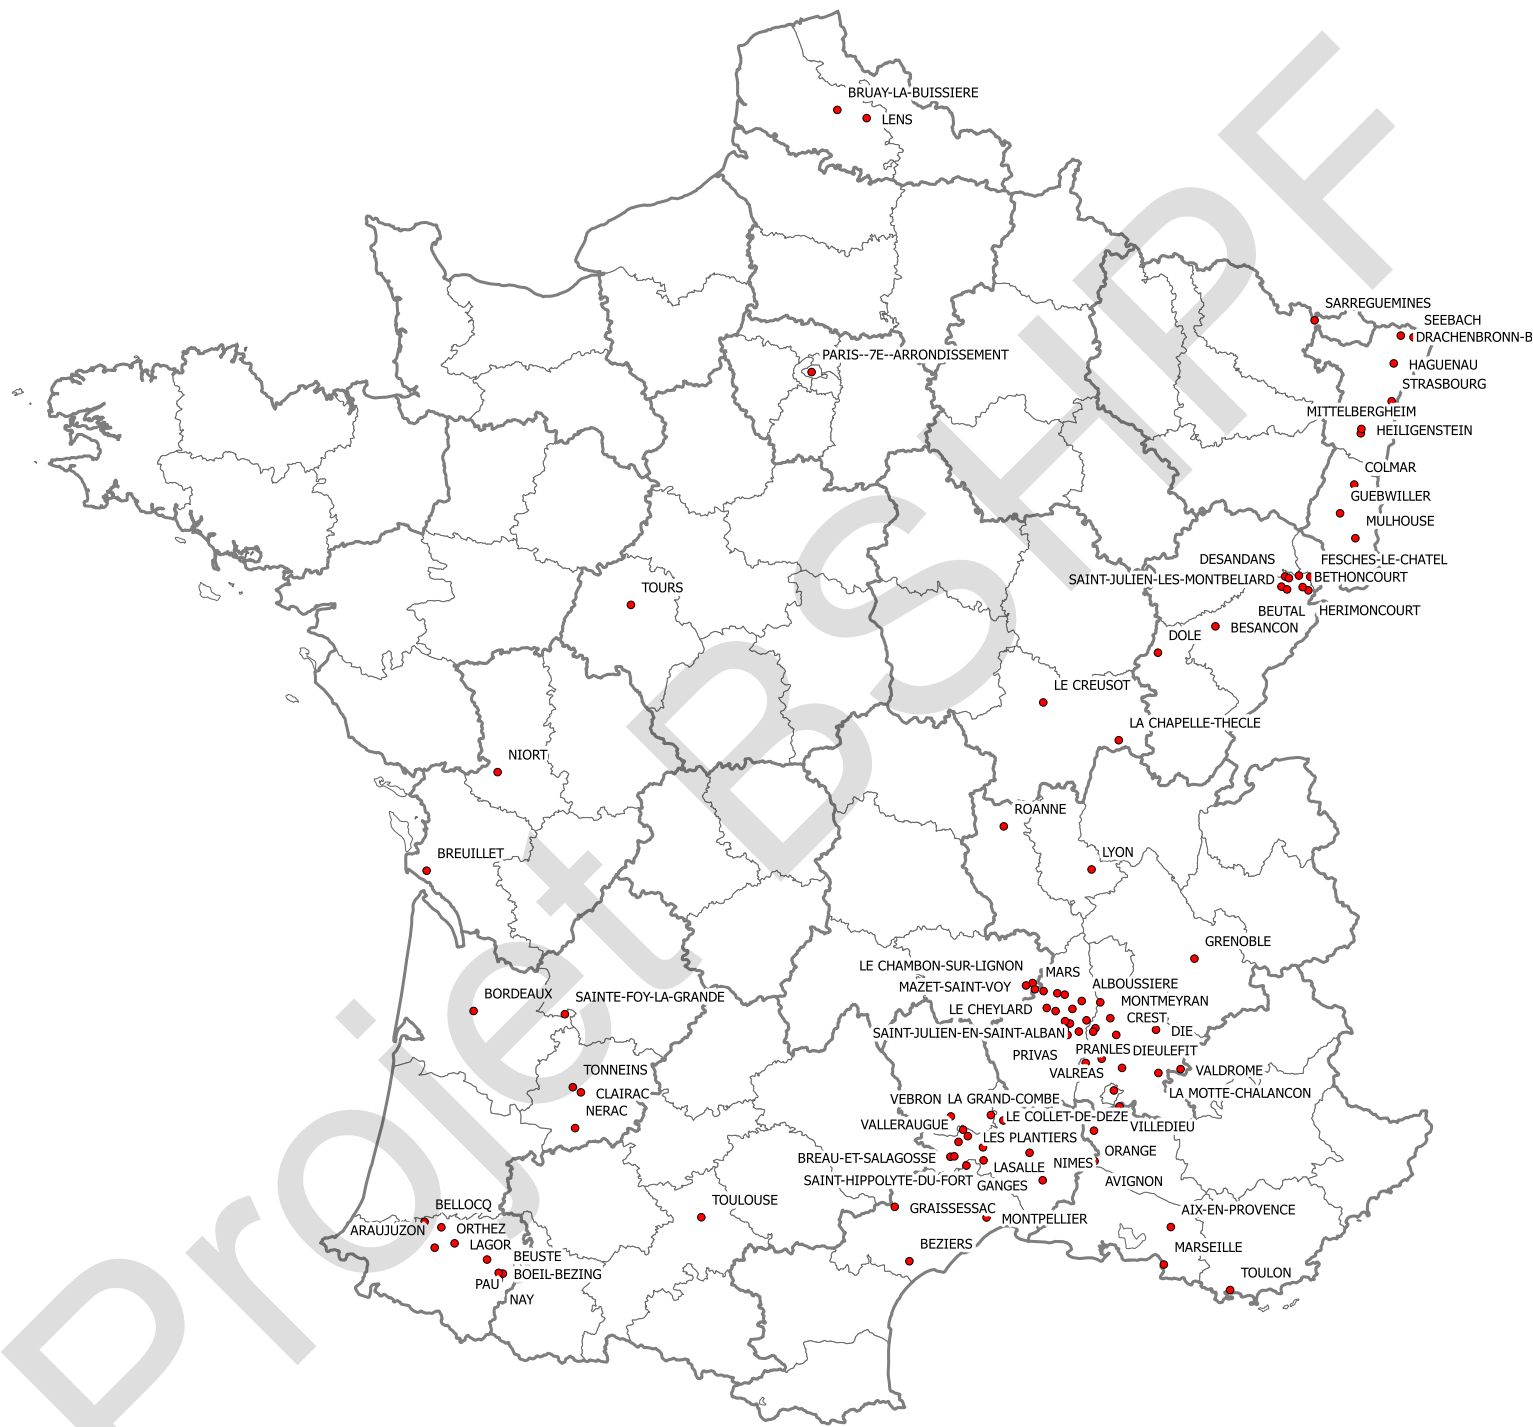 BRUAY-LA-BUISSIERE
LENS
SARREGUEMINES
SEEBACH
DRACHENBRONN-B
PARIS--7E--ARRONDISSEMENT
HAGUENAU
STRASBOURG
MITTELBERGHEIM
HEILIGENSTEIN
COLMAR
GUEBWILLER
MULHOUSE
DESANDANS
FESCHES-LE-CHATEL
SAINT-JULIEN-LES-MONTBELIARD
BETHONCOURT
TOURS
BEUTAL
HERIMONCOURT
DOLE
BESANCON
LE CREUSOT
LA CHAPELLE-THECLE
NIORT
ROANNE
BREUILLET
LYON
GRENOBLE
LE CHAMBON-SUR-LIGNON
MARS
MAZET-SAINT-VOY
ALBOUSSIERE
BORDEAUX
SAINTE-FOY-LA-GRANDE
MONTMEYRAN
LE CHEYLARD
CREST
SAINT-JULIEN-EN-SAINT-ALBAN
DIE
PRIVAS
PRANLES
DIEULEFIT
TONNEINS
VALREAS
VALDROME
CLAIRAC
LA MOTTE-CHALANCON
NERAC
VEBRON
LA GRAND-COMBE
LE COLLET-DE-DEZE
VALLERAUGUE
VILLEDIEU
LES PLANTIERS
BREAU-ET-SALAGOSSE
ORANGE
LASALLE
NIMES
SAINT-HIPPOLYTE-DU-FORT
GANGES
AVIGNON
TOULOUSE
BELLOCQ
GRAISSESSAC
AIX-EN-PROVENCE
ARAUJUZON
ORTHEZ
MONTPELLIER
LAGOR
BEZIERS
MARSEILLE
BEUSTE
BOEIL-BEZING
TOULON
PAU
NAY
Projet BSHPF